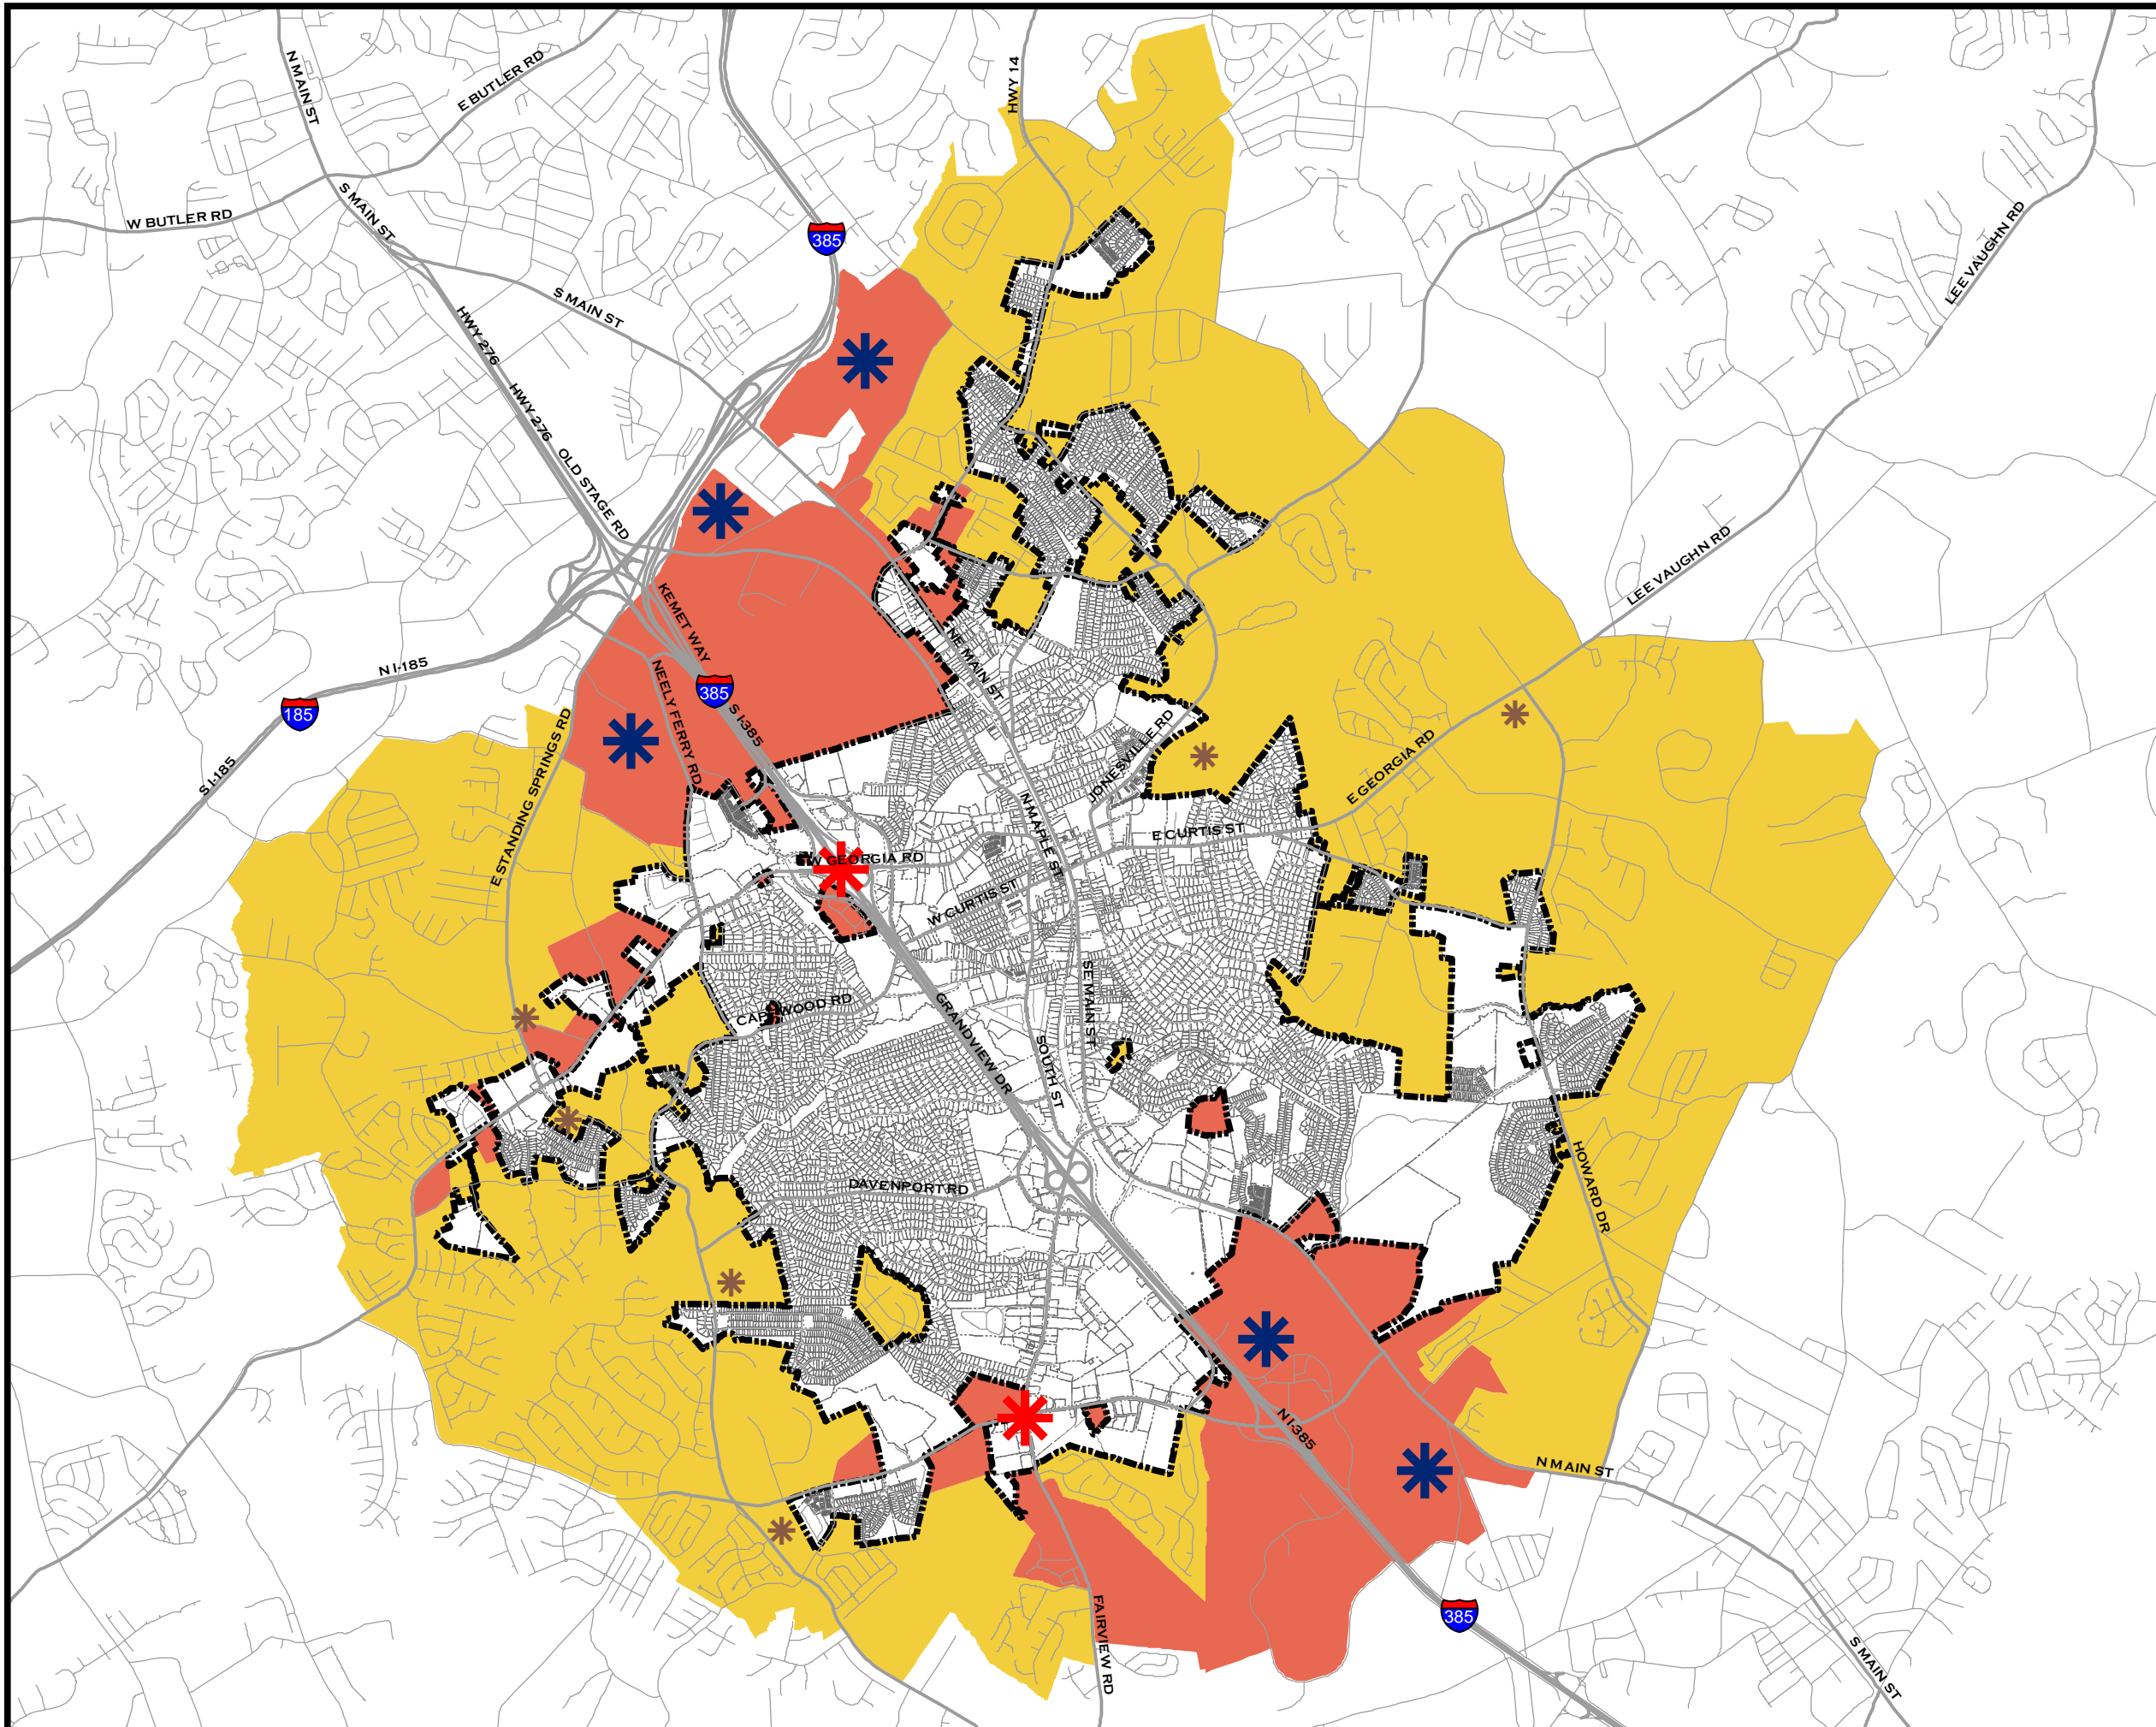 N MAIN ST
E BUTLER RD
HWY 14
W BUTLER RD
S MAIN ST
385
LEE VAUGHN RD
S MAIN ST
HWY 276
HWY 276
OLD STAGE RD
LEE VAUGHN RD
KEMET WAY
N I-185
NE MAIN ST
NEELY FERRY RD
385
185
S I-385
E STANDING SPRINGS RD
S I-185
JONESVILLE RD
E GEORGIA RD
N MAPLE ST
E CURTIS ST
W GEORGIA RD
W CURTIS ST
SE MAIN ST
GRANDVIEW DR
WOOD RD
SOUTH ST
HOWARD DR
DAVENPORT RD
N I-385
N MAIN ST
385
FAIRVIEW RD
S MAIN ST